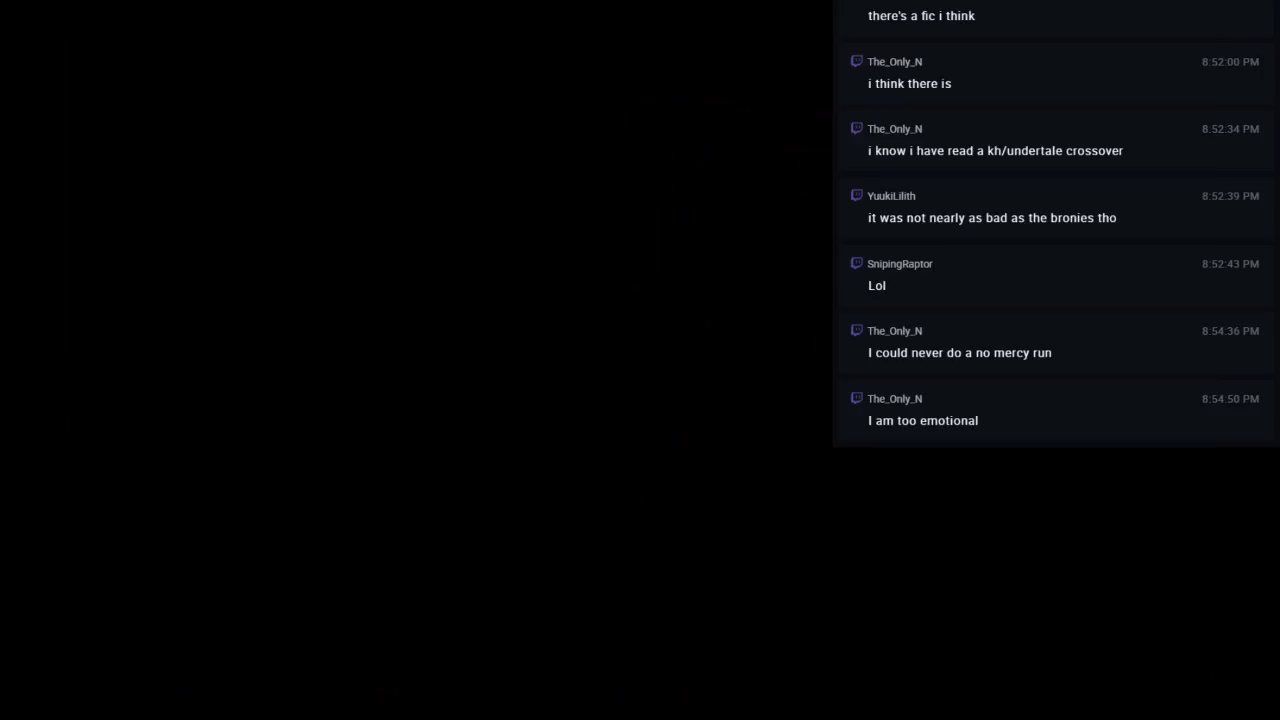 there's a fic i think
The_Only_N 8:52:00 PM
i think there is
The_Only_N 8:52:34 PM
i know i have read a kh/undertale crossover
YuukiLilith 8:52:39 PM
it was not nearly as bad as the bronies tho
SnipingRaptor 8:52:43 PM
Lol
The_Only_N 8:54:36 PM
I could never do a no mercy run
The_Only_N 8:54:50 PM
I am too emotional